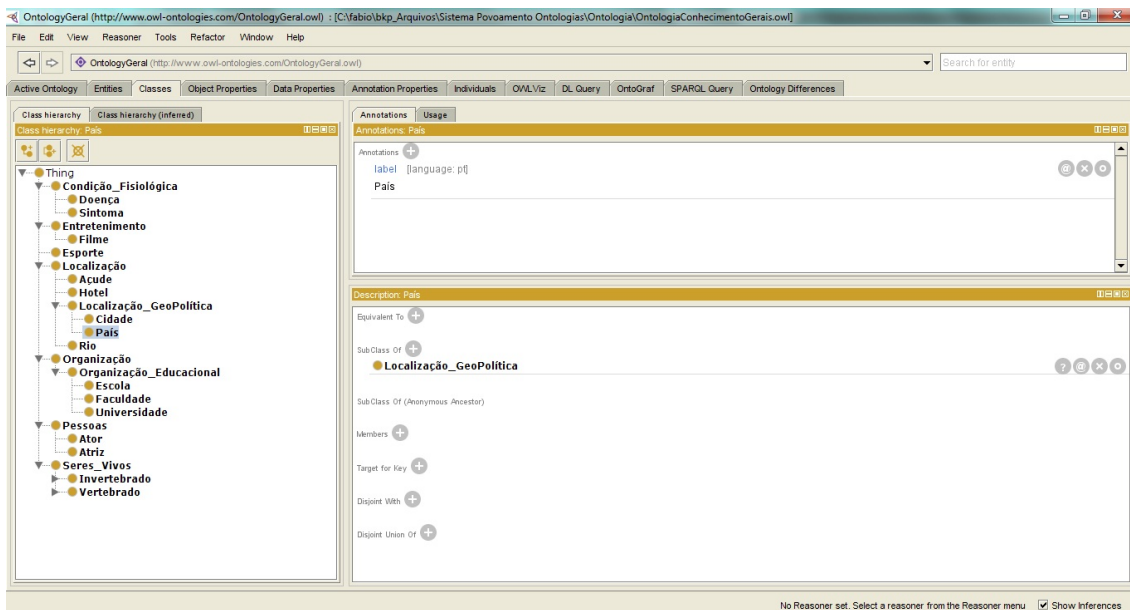 OntologyGeral (http://www.owl-ontologies.com/OntologyGeral.owl) : [C:\fabio\bkp_Arquivos\Sistema Povoamento Ontologias\Ontologia\OntologiaConhecimentoGerais.owl]
File Edit View Reasoner Tools Refactor Window Help
OntologyGeral (http://www.owl-ontologies.com/OntologyGeral.owl) Search for entity
Active Ontology Entities Classes Object Properties Data Properties Annotation Properties Individuals OWLViz DL Query OntoGraf SPARQL Query Ontology Differences
Class hierarchy Class hierarchy (inferred)
Class hierarchy: País
Thing
Condição_Fisiológica
Doença
Sintoma
Entretenimento
Filme
Esporte
Localização
Açude
Hotel
Localização_GeoPolítica
Cidade
País
Rio
Organização
Organização_Educacional
Escola
Faculdade
Universidade
Pessoas
Ator
Atriz
Seres_Vivos
Invertebrado
Vertebrado
Annotations Usage
Annotations: País
Annotations
label [language: pt]
País
Description: País
Equivalent To
SubClass Of
Localização_GeoPolítica
SubClass Of (Anonymous Ancestor)
Members
Target for Key
Disjoint With
Disjoint Union Of
No Reasoner set. Select a reasoner from the Reasoner menu Show Inferences